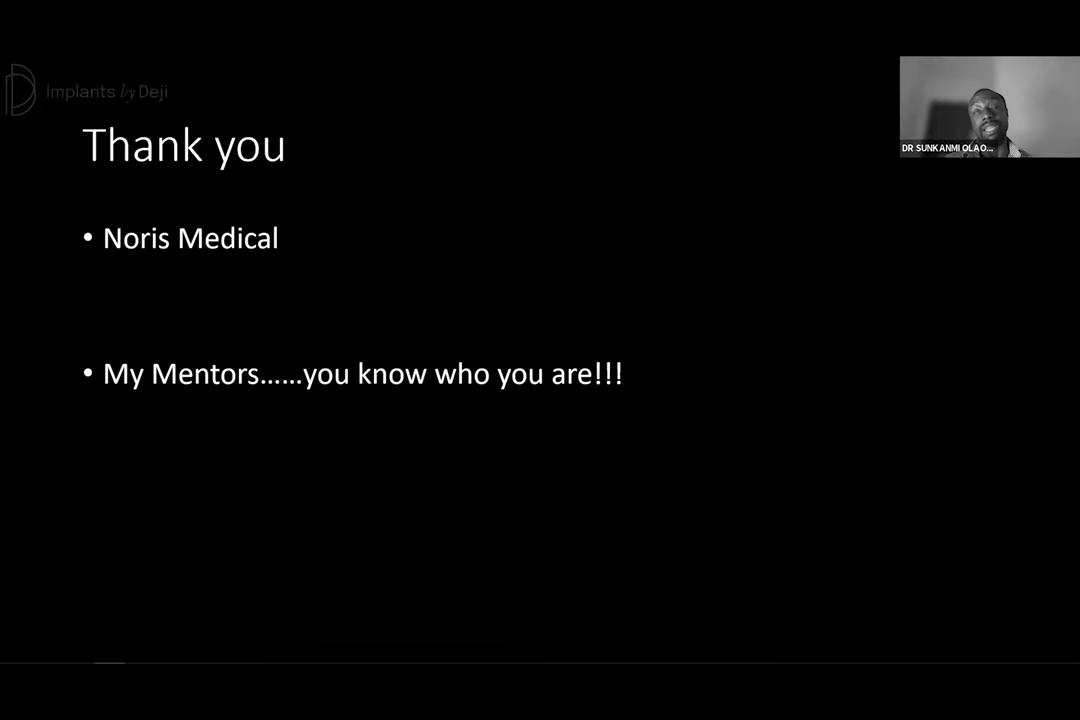 Implants by Deji
Thank you
• Noris Medical
• My Mentors......you know who you are!!!
DR SUNKANMI OLAO...